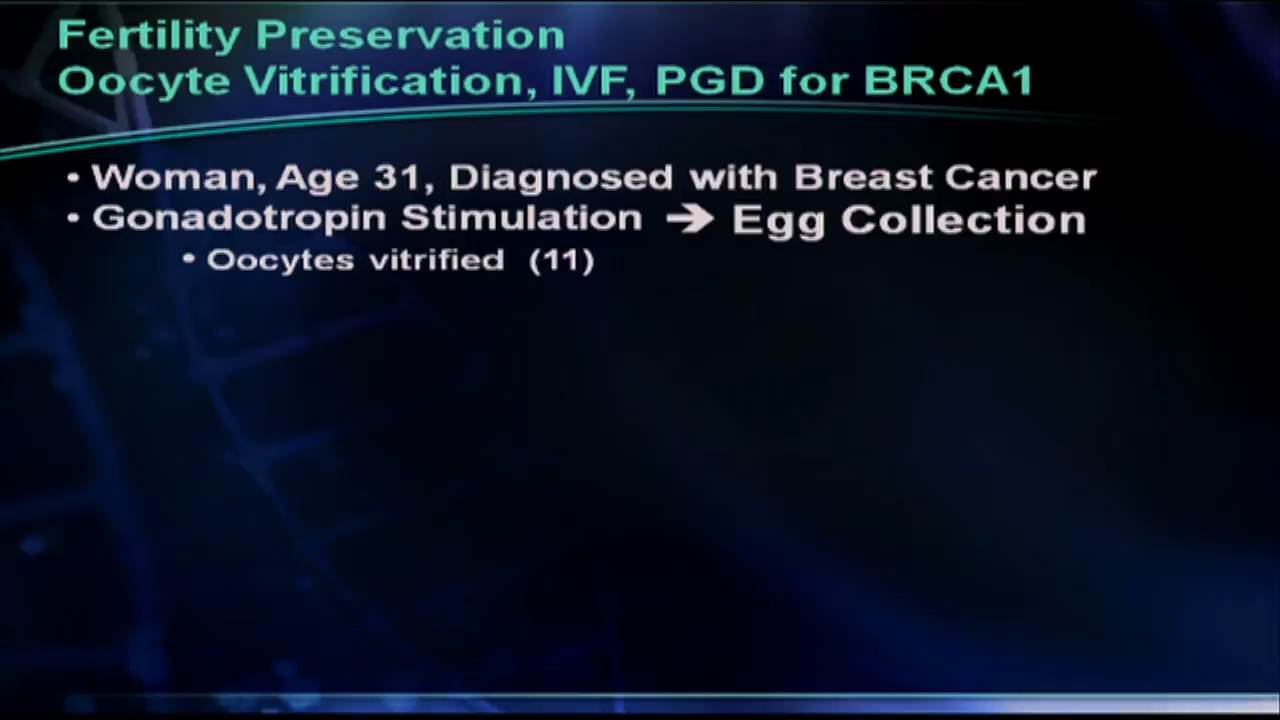 Fertility Preservation
Oocyte Vitrification, IVF, PGD for BRCA1
• Woman, Age 31, Diagnosed with Breast Cancer
• Gonadotropin Stimulation ➔ Egg Collection
• Oocytes vitrified (11)